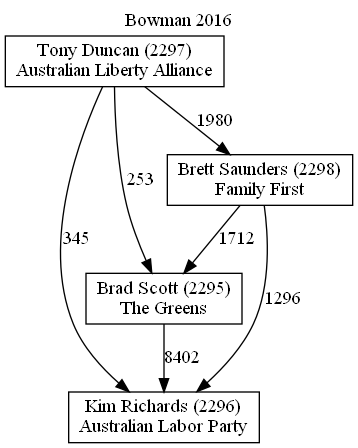 Bowman 2016
Tony Duncan (2297)
Australian Liberty Alliance
1980
Brett Saunders (2298)
Family First
253
345
1712
1296
Brad Scott (2295)
The Greens
8402
Kim Richards (2296)
Australian Labor Party